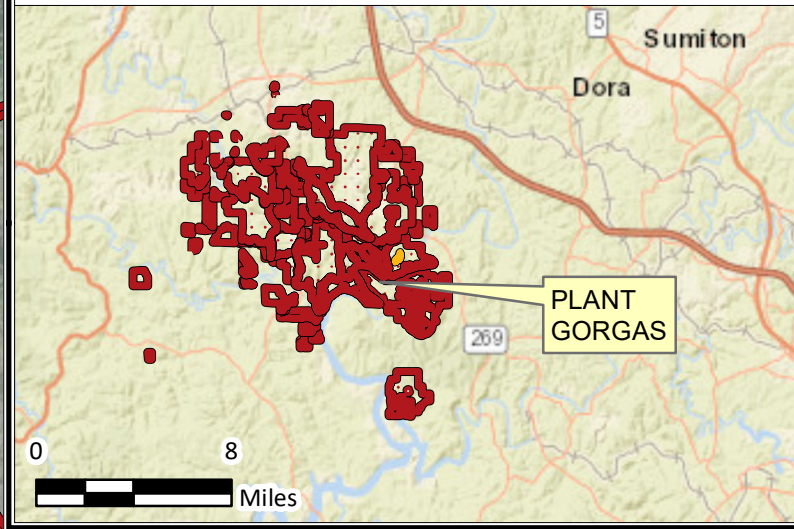 5
Sumiton
Dora
PLANT
GORGAS
269
0 8
Miles